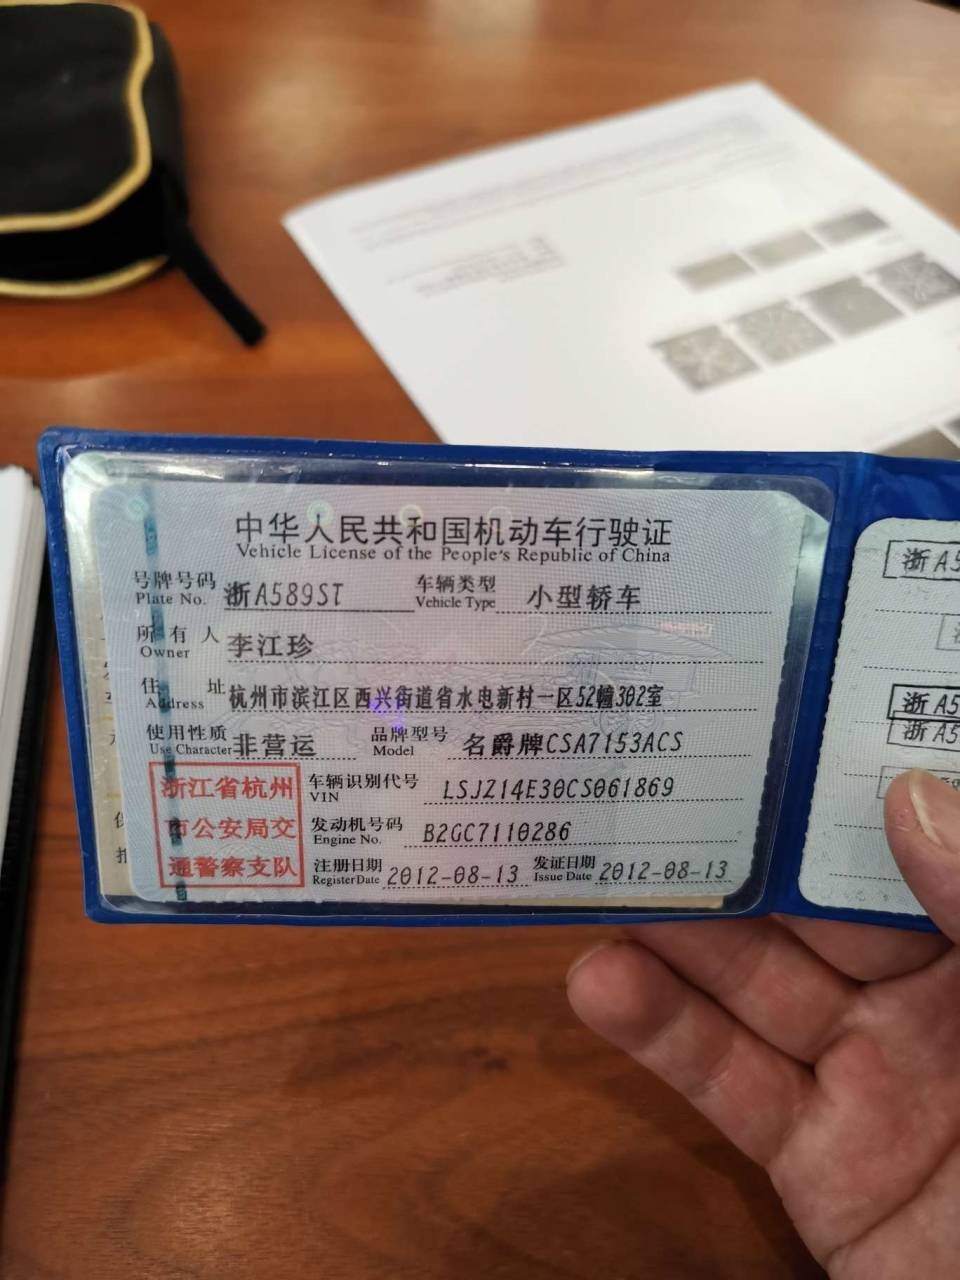 中华人民共和国机动车行驶证
Vehicle License of the People's Republic of China
号牌号码 浙A589ST 车辆类型 小型轿车
Plate No. Vehicle Type
所有人 李江珍
Owner
住址 杭州市滨江区西兴街道省水电新村一区52幢302室
Address
使用性质 非营运 品牌型号 名爵牌CSA7153ACS
Use Character Model
浙江省杭州
市公安局交
通警察支队
车辆识别代号 LSJZ14E30CS061869
VIN
发动机号码 B2GC7110286
Engine No.
注册日期 2012-08-13 发证日期 2012-08-13
Register Date Issue Date
浙A5
浙A5
浙A5